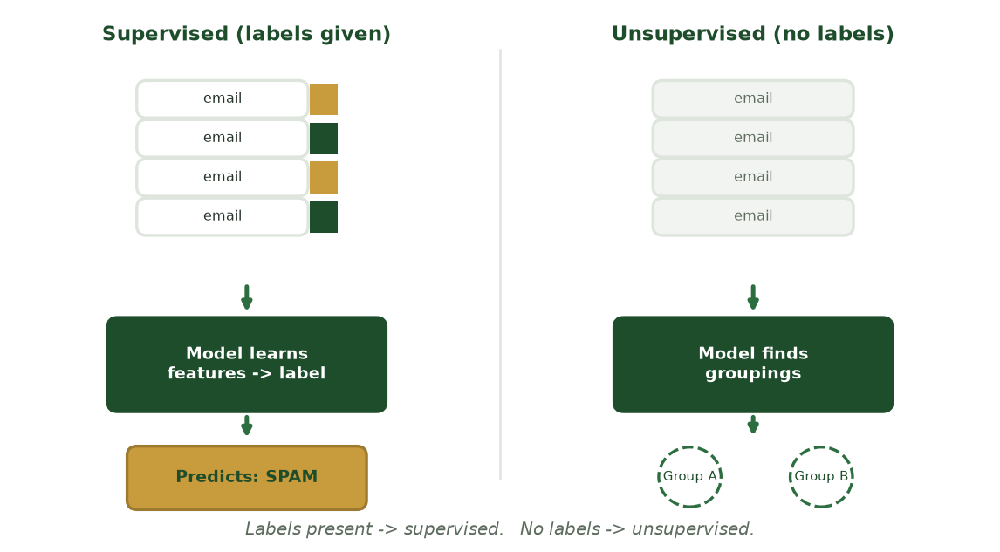 Supervised (labels given)
email
email
email
email
Model learns
features -> label
Predicts: SPAM
Unsupervised (no labels)
email
email
email
email
Model finds
groupings
Group A
Group B
Labels present -> supervised.   No labels -> unsupervised.